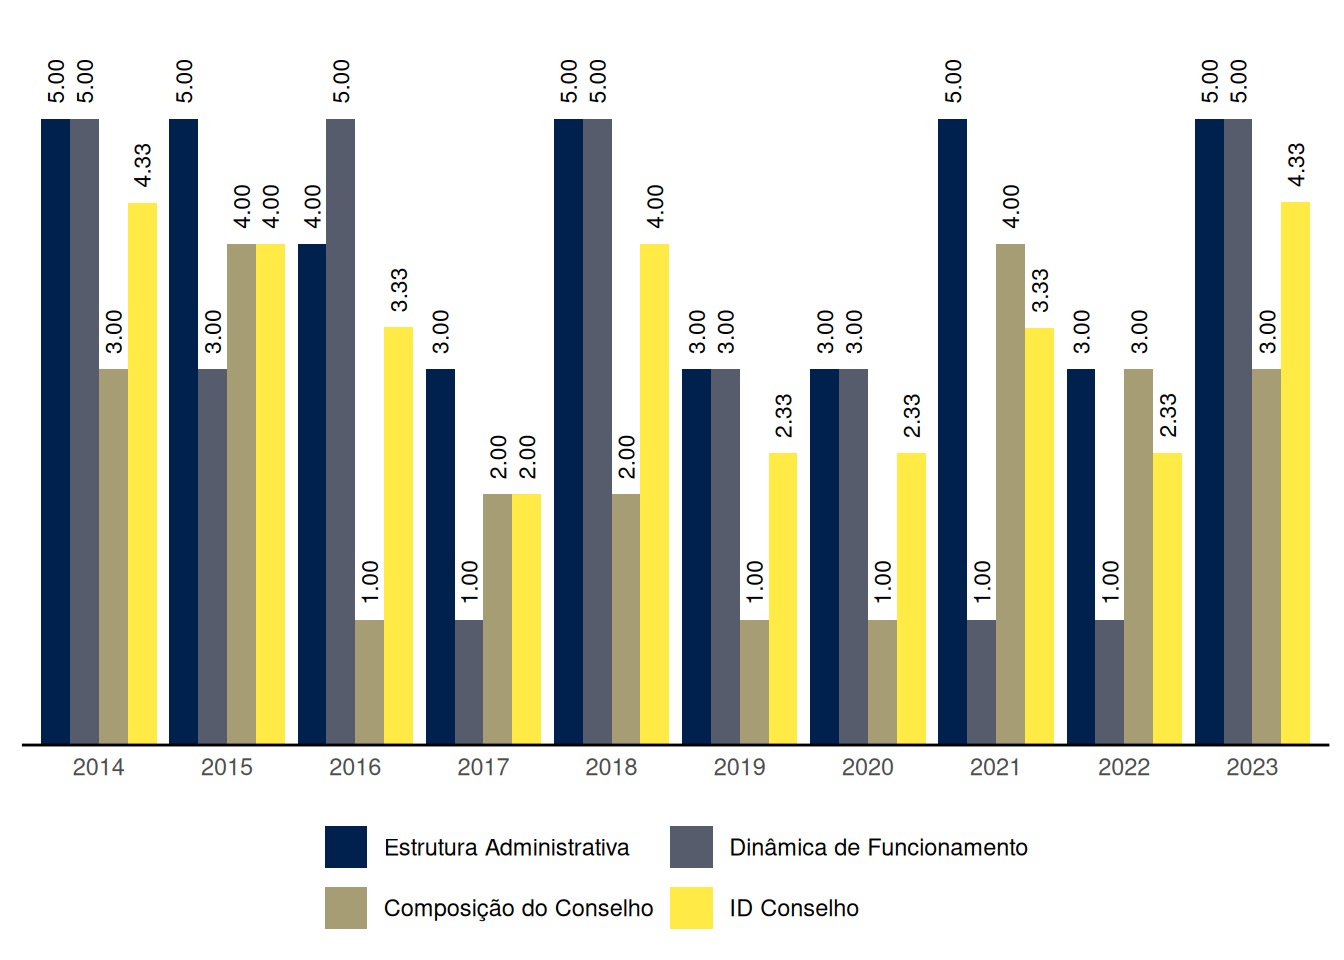 5.00 5.00 3.00 4.33 5.00 3.00 4.00 4.00 4.00 5.00 1.00 3.33 3.00 1.00 2.00 2.00 5.00 5.00 2.00 4.00 3.00 3.00 1.00 2.33 3.00 3.00 1.00 2.33 5.00 1.00 4.00 3.33 3.00 1.00 3.00 2.33 5.00 5.00 3.00 4.33
2014 2015 2016 2017 2018 2019 2020 2021 2022 2023
Estrutura Administrativa Dinâmica de Funcionamento
Composição do Conselho ID Conselho